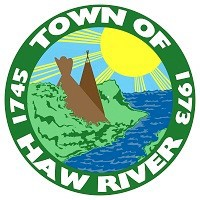 TOWN OF
1745
1973
HAW RIVER